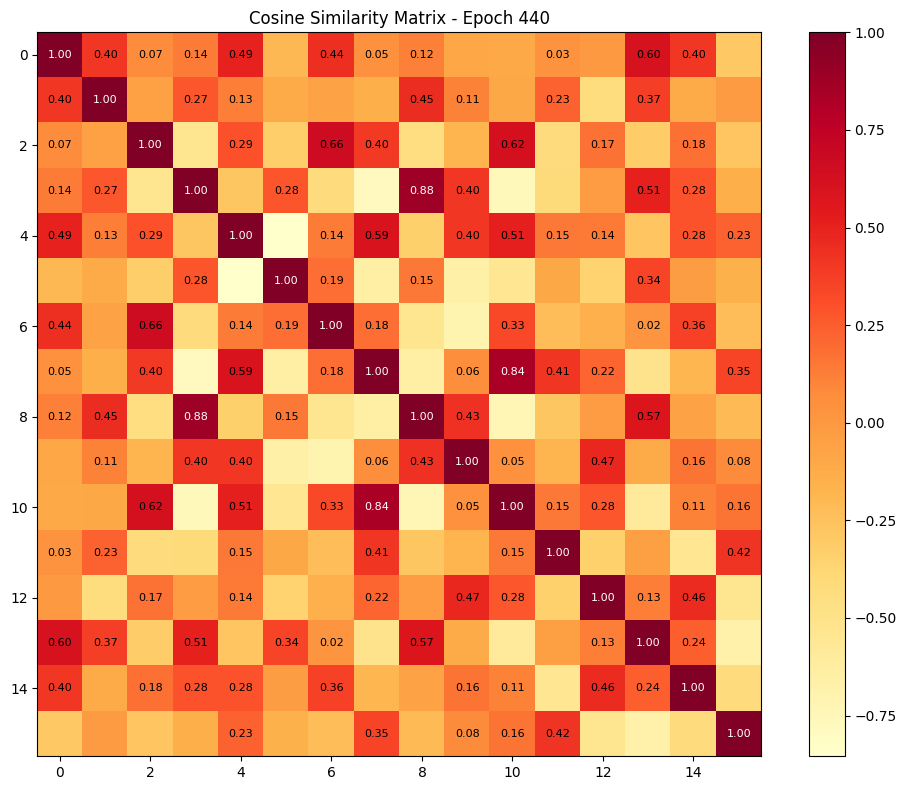 Cosine Similarity Matrix - Epoch 440
0 1.00 0.40 0.07 0.14 0.49 0.44 0.05 0.12 0.03 0.60 0.40
0.40 1.00 0.27 0.13 0.45 0.11 0.23 0.37
2 0.07 1.00 0.29 0.66 0.40 0.62 0.17 0.18
0.14 0.27 1.00 0.28 0.88 0.40 0.51 0.28
4 0.49 0.13 0.29 1.00 0.14 0.59 0.40 0.51 0.15 0.14 0.28 0.23
0.28 1.00 0.19 0.15 0.34
6 0.44 0.66 0.14 0.19 1.00 0.18 0.33 0.02 0.36
0.05 0.40 0.59 0.18 1.00 0.06 0.84 0.41 0.22 0.35
8 0.12 0.45 0.88 0.15 1.00 0.43 0.57
0.11 0.40 0.40 0.06 0.43 1.00 0.05 0.47 0.16 0.08
10 0.62 0.51 0.33 0.84 0.05 1.00 0.15 0.28 0.11 0.16
0.03 0.23 0.15 0.41 0.15 1.00 0.42
12 0.17 0.14 0.22 0.47 0.28 1.00 0.13 0.46
0.60 0.37 0.51 0.34 0.02 0.57 0.13 1.00 0.24
14 0.40 0.18 0.28 0.28 0.36 0.16 0.11 0.46 0.24 1.00
0.23 0.35 0.08 0.16 0.42 1.00
0 2 4 6 8 10 12 14
1.00
0.75
0.50
0.25
0.00
−0.25
−0.50
−0.75